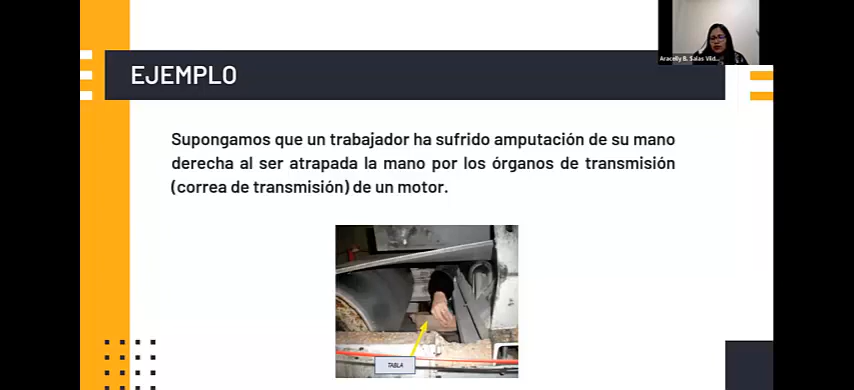 Aracelly B. Salas Vild...
EJEMPLO
Supongamos que un trabajador ha sufrido amputación de su mano
derecha al ser atrapada la mano por los órganos de transmisión
(correa de transmisión) de un motor.
TABLA